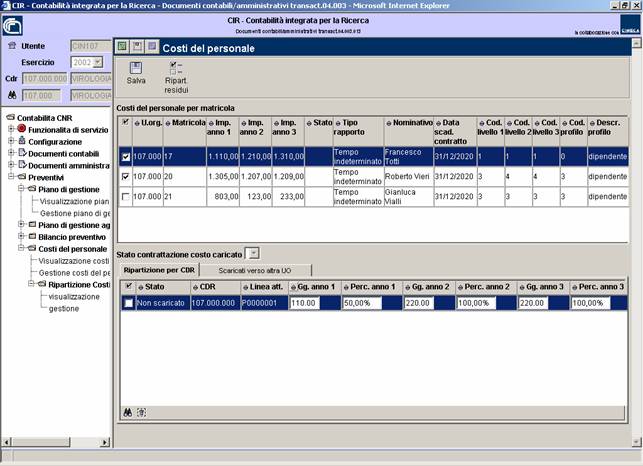 CIR - Contabilità integrata per la Ricerca - Documenti contabili/amministrativi transact.04.003 - Microsoft Internet Explorer
CIR - Contabilità integrata per la Ricerca
Documenti contabili/amministrativi transact.04.003.013
in collaborazione con CINECA
Utente CIN107
Esercizio 2002
Cdr 107.000.000 VIROLOGIA
107.000 VIROLOGIA
Contabilita CNR
Funzionalita di servizio
Configurazione
Documenti contabili
Documenti amministra
Preventivi
Piano di gestione
Visualizzazione pian
Gestione piano di ge
Piano di gestione ag
Bilancio preventivo
Costi del personale
Visualizzazione costi
Gestione costi del pe
Ripartizione Costi
visualizzazione
gestione
Costi del personale
Salva
Ripart. residui
Costi del personale per matricola
U.org. Matricola Imp. anno 1 Imp. anno 2 Imp. anno 3 Stato Tipo rapporto Nominativo Data scad. contratto Cod. livello 1 Cod. livello 2 Cod. livello 3 Cod. profilo Descr. profilo
107.000 17 1.110,00 1.210,00 1.310,00 Tempo indeterminato Francesco Totti 31/12/2020 1 1 1 0 dipendente
107.000 20 1.305,00 1.207,00 1.209,00 Tempo indeterminato Roberto Vieri 31/12/2020 3 4 4 3 dipendente
107.000 21 803,00 123,00 233,00 Tempo indeterminato Gianluca Vialli 31/12/2020 3 3 3 3 dipendente
Stato contrattazione costo caricato
Ripartizione per CDR Scaricati verso altra UO
Stato CDR Linea att. Gg. anno 1 Perc. anno 1 Gg. anno 2 Perc. anno 2 Gg. anno 3 Perc. anno 3
Non scaricato 107.000.000 P0000001 110.00 50,00% 220.00 100,00% 220.00 100,00%